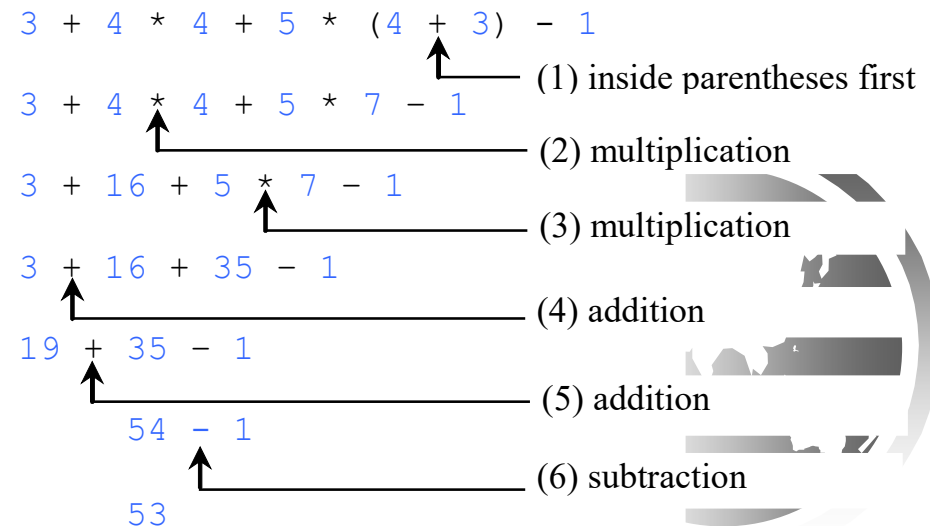 3 + 4 * 4 + 5 * (4 + 3) - 1
(1) inside parentheses first
3 + 4 * 4 + 5 * 7 – 1
(2) multiplication
3 + 16 + 5 * 7 – 1
(3) multiplication
3 + 16 + 35 – 1
(4) addition
19 + 35 – 1
(5) addition
54 – 1
(6) subtraction
53